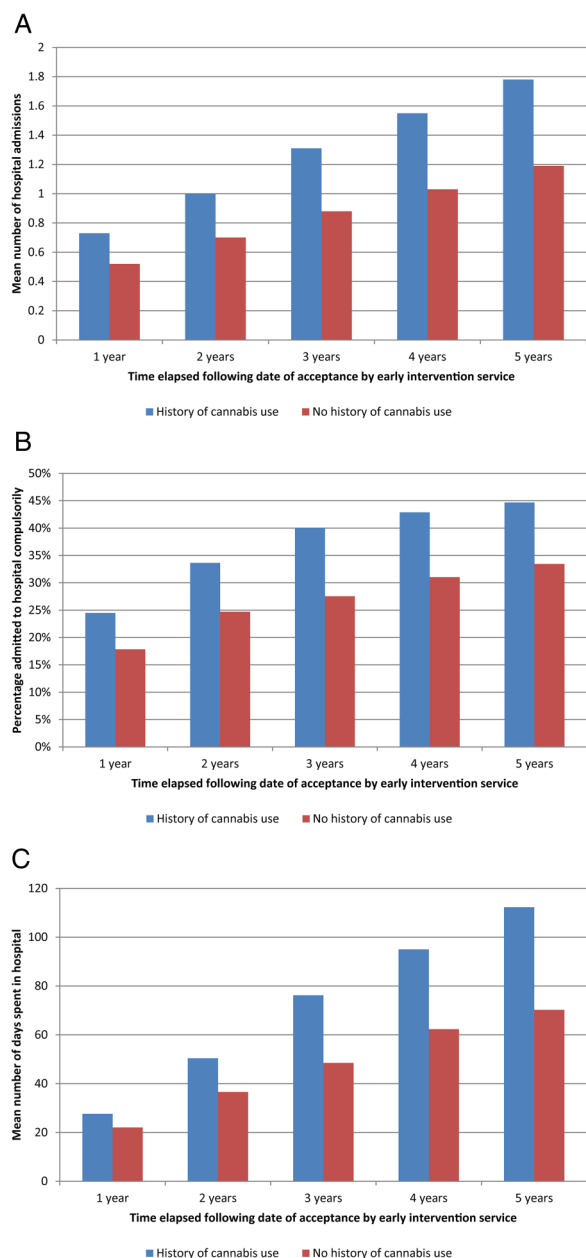 A
Mean number of hospital admissions
2
1.8
1.6
1.4
1.2
1
0.8
0.6
0.4
0.2
0
1 year 2 years 3 years 4 years 5 years
Time elapsed following date of acceptance by early intervention service
History of cannabis use No history of cannabis use
B
Percentage admitted to hospital compulsorily
50%
45%
40%
35%
30%
25%
20%
15%
10%
5%
0%
1 year 2 years 3 years 4 years 5 years
Time elapsed following date of acceptance by early intervention service
History of cannabis use No history of cannabis use
C
Mean number of days spent in hospital
120
100
80
60
40
20
0
1 year 2 years 3 years 4 years 5 years
Time elapsed following date of acceptance by early intervention service
History of cannabis use No history of cannabis use